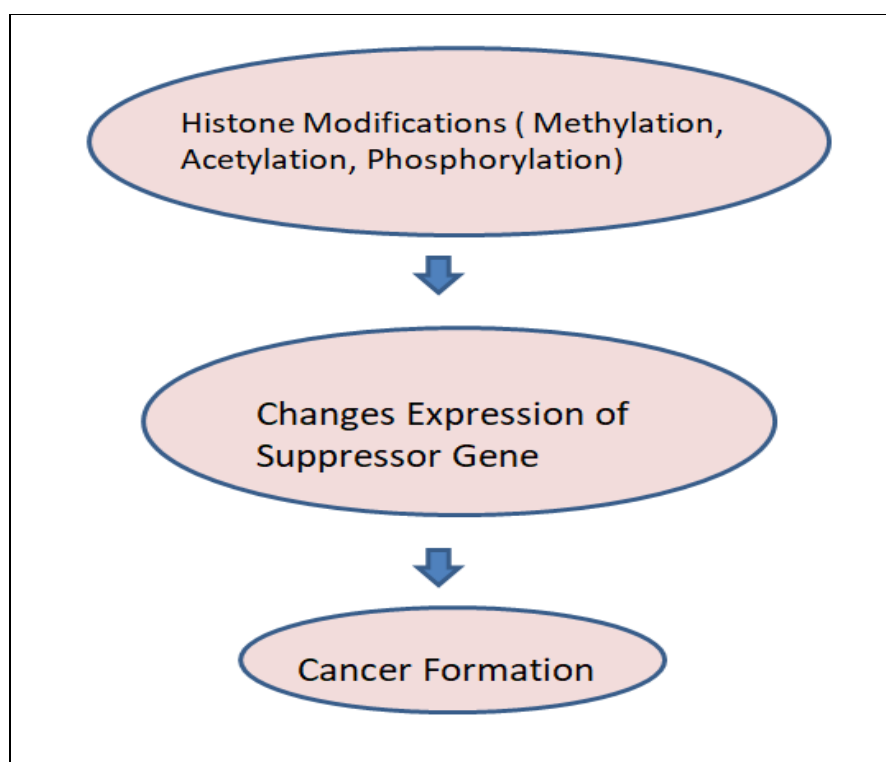 Histone Modifications ( Methylation,
Acetylation, Phosphorylation)
Changes Expression of
Suppressor Gene
Cancer Formation